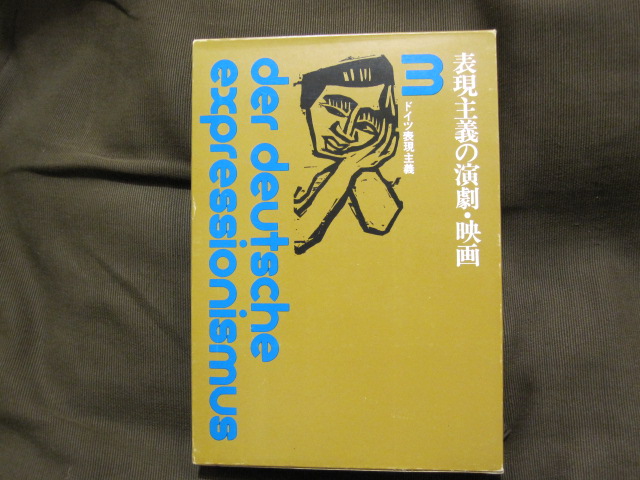 表現主義の演劇・映画
3
ドイツ表現主義
der deutsche
expressionismus